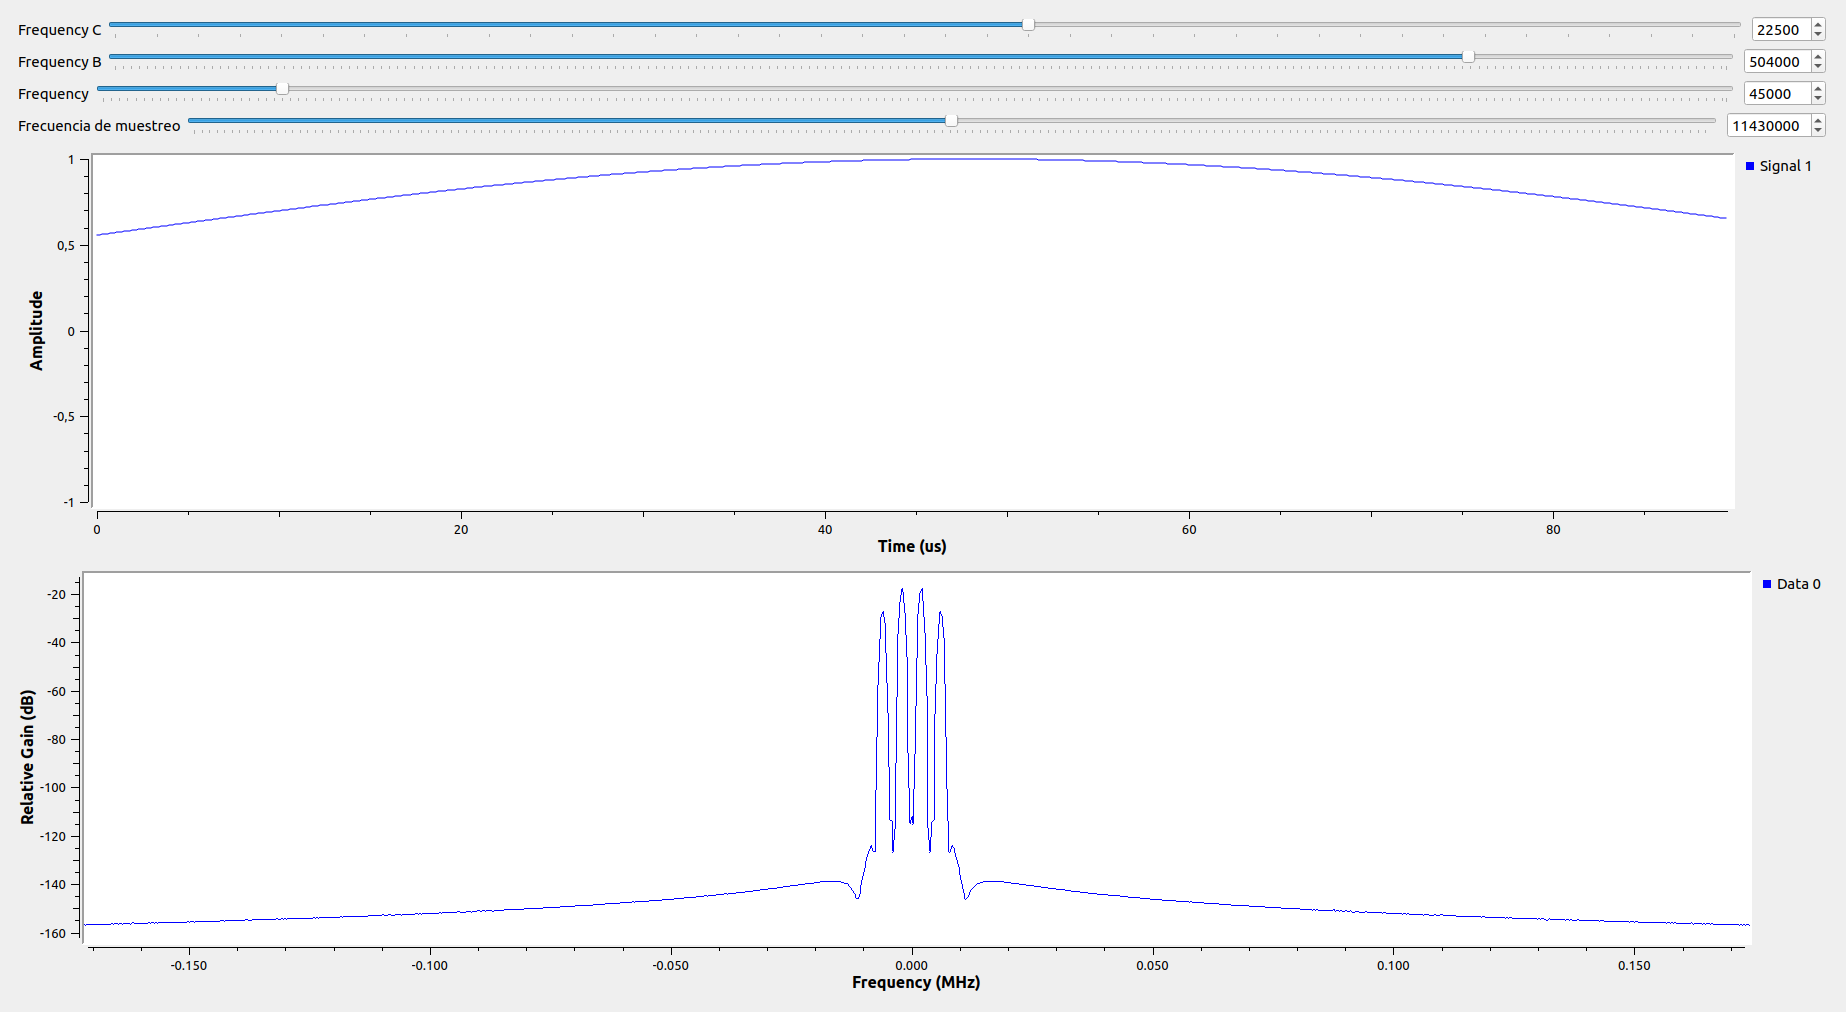 Frequency C 22500
Frequency B 504000
Frequency 45000
Frecuencia de muestreo 11430000
Signal 1
1
0,5
0
-0,5
-1
Amplitude
0 20 40 60 80
Time (us)
Data 0
-20
-40
-60
-80
-100
-120
-140
-160
Relative Gain (dB)
-0.150 -0.100 -0.050 0.000 0.050 0.100 0.150
Frequency (MHz)